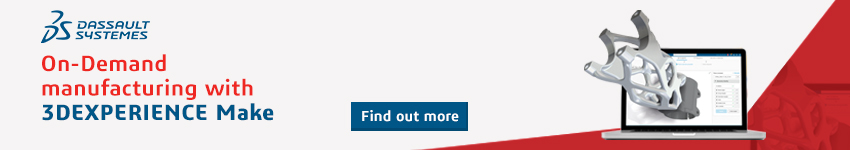 DASSAULT
SYSTEMES
On-Demand
manufacturing with
3DEXPERIENCE Make
Find out more